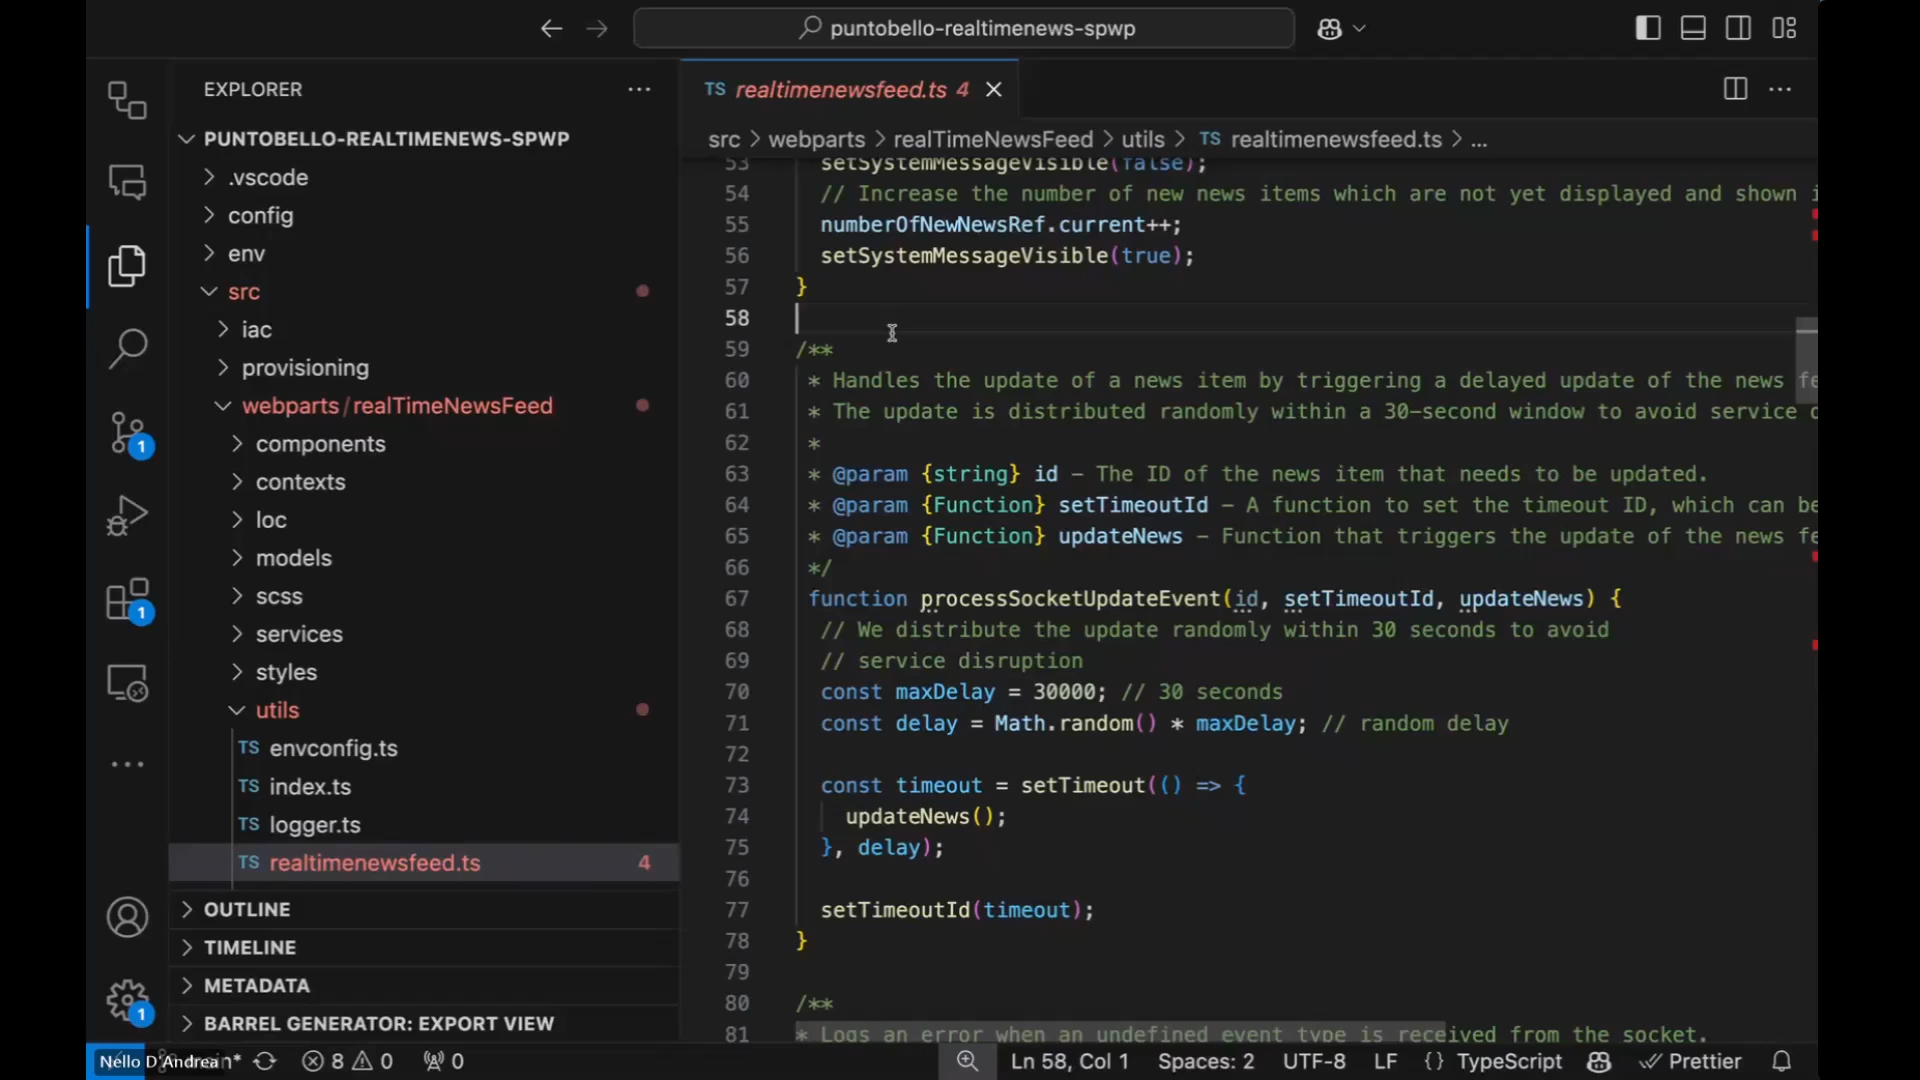 puntobello-realtimenews-spwp
EXPLORER
PUNTOBELLO-REALTIMENEWS-SPWP
.vscode
config
env
src
iac
provisioning
webparts / realTimeNewsFeed
components
contexts
loc
models
scss
services
styles
utils
TS envconfig.ts
TS index.ts
TS logger.ts
TS realtimenewsfeed.ts 4
OUTLINE
TIMELINE
METADATA
BARREL GENERATOR: EXPORT VIEW
1
1
1
TS realtimenewsfeed.ts 4
src > webparts > realTimeNewsFeed > utils > TS realtimenewsfeed.ts > ...
53 setSystemMessageVisible(false);
54 // Increase the number of new news items which are not yet displayed and shown i
55 numberOfNewNewsRef.current++;
56 setSystemMessageVisible(true);
57 }
58
59 /**
60 * Handles the update of a news item by triggering a delayed update of the news fe
61 * The update is distributed randomly within a 30-second window to avoid service d
62 *
63 * @param {string} id - The ID of the news item that needs to be updated.
64 * @param {Function} setTimeoutId - A function to set the timeout ID, which can be
65 * @param {Function} updateNews - Function that triggers the update of the news fe
66 */
67 function processSocketUpdateEvent(id, setTimeoutId, updateNews) {
68 // We distribute the update randomly within 30 seconds to avoid
69 // service disruption
70 const maxDelay = 30000; // 30 seconds
71 const delay = Math.random() * maxDelay; // random delay
72
73 const timeout = setTimeout(() => {
74 updateNews();
75 }, delay);
76
77 setTimeoutId(timeout);
78 }
79
80 /**
81 * Logs an error when an undefined event type is received from the socket.
Nello D'Andrea
8 0 0
Ln 58, Col 1 Spaces: 2 UTF-8 LF {} TypeScript Prettier